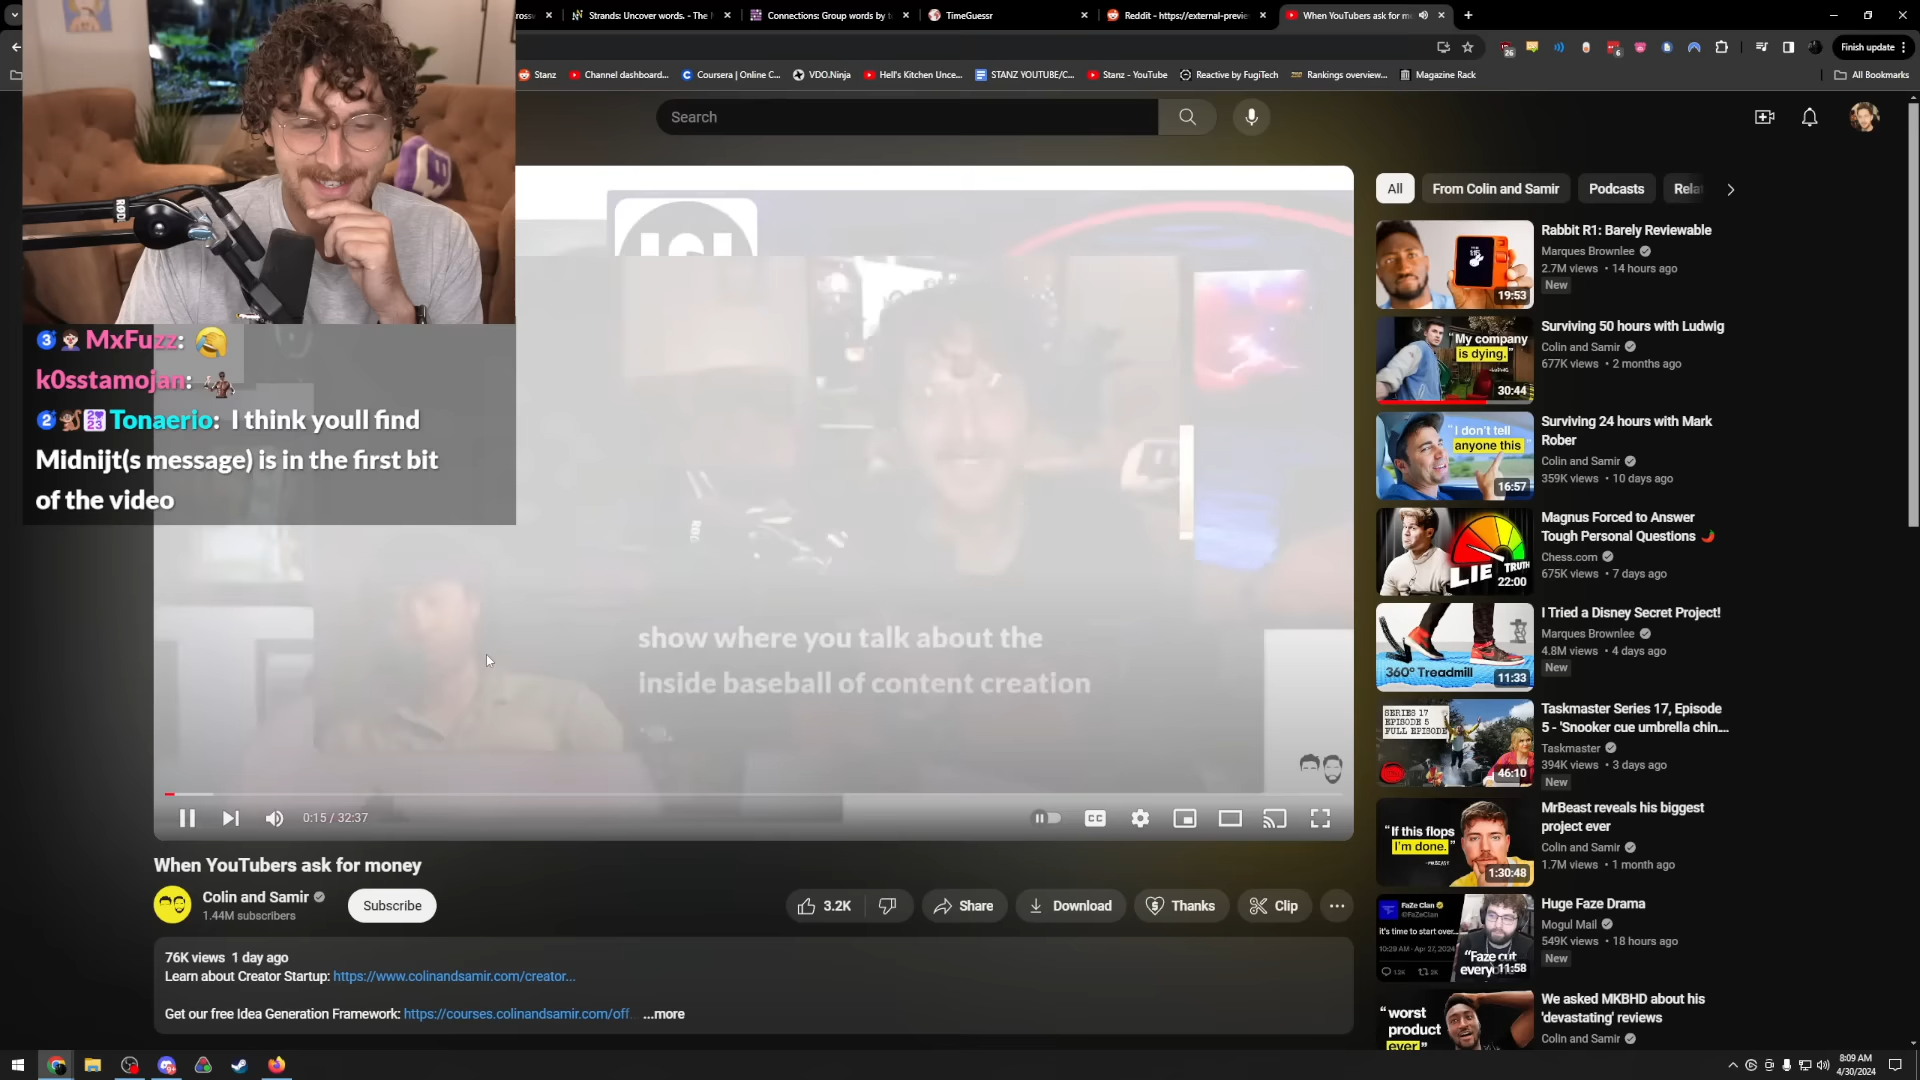 rossw
Strands: Uncover words. - The
Connections: Group words by t
TimeGuessr
Reddit - https://external-previe
When YouTubers ask for m
26
6
Finish update
Stanz
Channel dashboard...
Coursera | Online C...
VDO.Ninja
Hell's Kitchen Unce...
STANZ YOUTUBE/C...
Stanz - YouTube
Reactive by FugiTech
Rankings overview...
Magazine Rack
All Bookmarks
Search
RØDE
MxFuzz:
k0sstamojan:
Tonaerio: I think youll find
Midnijt(s message) is in the first bit
of the video
show where you talk about the
inside baseball of content creation
0:15 / 32:37
CC
When YouTubers ask for money
Colin and Samir
1.44M subscribers
Subscribe
3.2K
Share
Download
Thanks
Clip
76K views 1 day ago
Learn about Creator Startup: https://www.colinandsamir.com/creator...
Get our free Idea Generation Framework: https://courses.colinandsamir.com/off... ...more
All
From Colin and Samir
Podcasts
Rela
19:53
Rabbit R1: Barely Reviewable
Marques Brownlee
2.7M views • 14 hours ago
New
"My company
is dying."
30:44
Surviving 50 hours with Ludwig
Colin and Samir
677K views • 2 months ago
"I don't tell
anyone this"
16:57
Surviving 24 hours with Mark
Rober
Colin and Samir
359K views • 10 days ago
LIE TRUTH
22:00
Magnus Forced to Answer
Tough Personal Questions
Chess.com
675K views • 7 days ago
360° Treadmill
11:33
I Tried a Disney Secret Project!
Marques Brownlee
4.8M views • 4 days ago
New
SERIES 17
EPISODE 5
FULL EPISODE
46:10
Taskmaster Series 17, Episode
5 - 'Snooker cue umbrella chin...
Taskmaster
394K views • 3 days ago
New
"If this flops
I'm done."
-MRBEAST
1:30:48
MrBeast reveals his biggest
project ever
Colin and Samir
1.7M views • 1 month ago
FaZe Clan
@FaZeClan
it's time to start over...
10:29 AM · Apr 27, 2024
"Faze cut
every
11:58
Huge Faze Drama
Mogul Mail
549K views • 18 hours ago
New
"worst
product
ever"
We asked MKBHD about his
'devastating' reviews
Colin and Samir
8:09 AM
4/30/2024